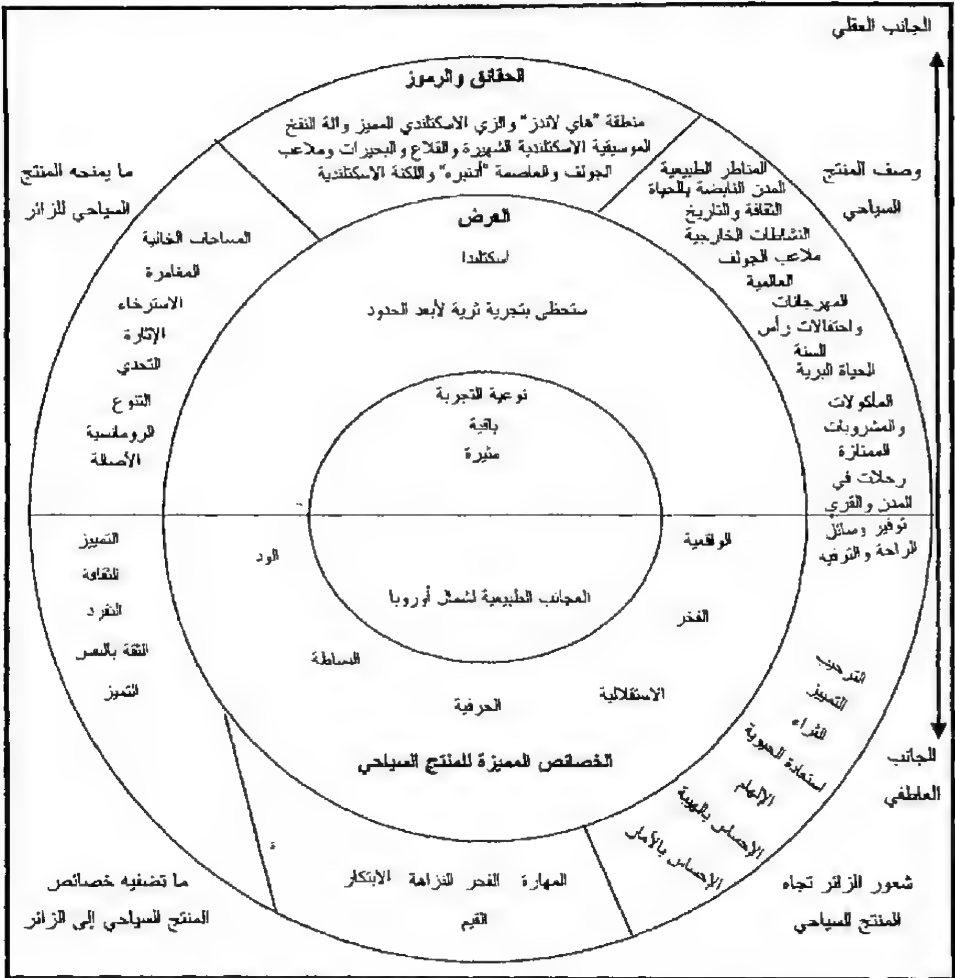 الجانب العقلي
الحقائق والرموز
منطقة "هاي لاندز" والزي الاسكتلندي المميز والة النفخ
الموسيقية الاسكتلندية الشهيرة والقلاع والبحيرات وملاعب
الجولف والعاصمة "أدنبره" واللكنة الاسكتلندية
وصف المنتج
السياحي
المناظر الطبيعية
المدن النابضة بالحياة
الثقافة والتاريخ
النشاطات الخارجية
ملاعب الجولف
العالمية
المهرجانات
واحتفالات رأس
السنة
الحياة البرية
المأكولات
والمشروبات
الممتازة
رحلات في
المدن والقري
توفير وسائل
الراحة والترفيه
ما يمنحه المنتج
السياحي للزائر
المساحات الخالية
المغامرة
الاسترخاء
الإثارة
التحدي
التنوع
الرومانسية
الأصالة
العرض
اسكتلندا
ستحظى بتجربة ثرية لأبعد الحدود
نوعية التجربة
باقية
مثيرة
المجانب الطبيعية لشمال أوروبا
الواقعية
الفخر
الاستقلالية
الحرفية
البساطة
الود
الخصائص المميزة للمنتج السياحي
التمييز
الثقافة
التفرد
الثقة بالنفس
التميز
الترحيب
التمييز
الثراء
استعادة الحيوية
الإلهام
الإحساس بالهيبة
الإحساس بالأمان
الجانب
العاطفي
المهارة الفخر النزاهة الابتكار
القيم
شعور الزائر تجاه
المنتج السياحي
ما تضفيه خصائص
المنتج السياحي إلى الزائر